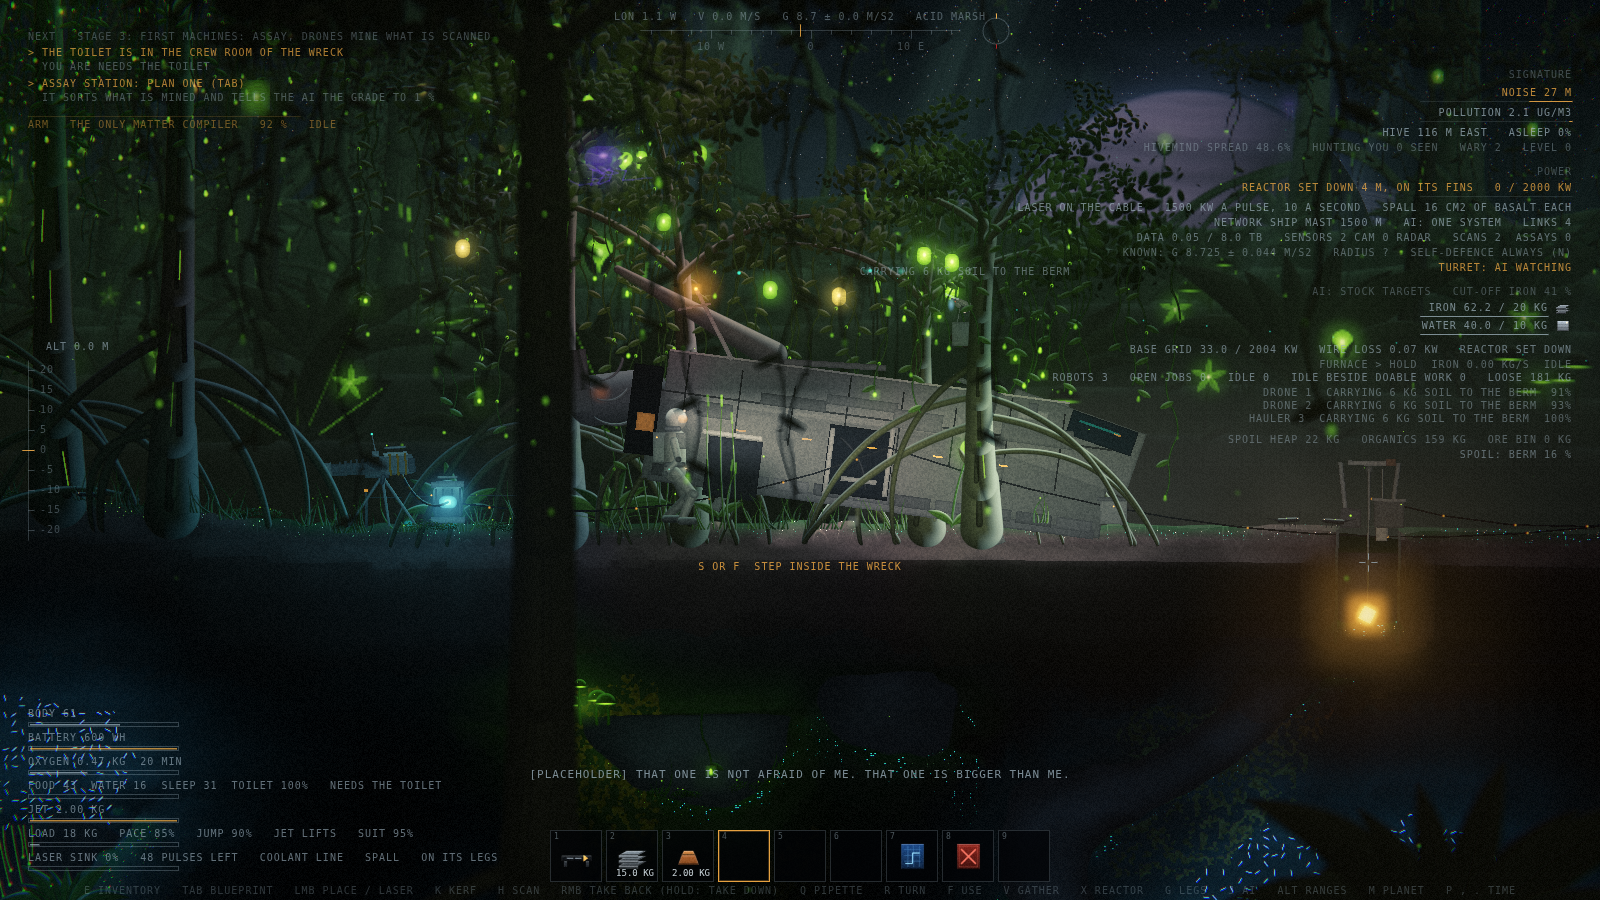 LON 1.1 W   V 0.0 M/S   G 8.7 ± 0.0 M/S2   ACID MARSH
10 W   0   10 E
NEXT   STAGE 3: FIRST MACHINES: ASSAY; DRONES MINE WHAT IS SCANNED
> THE TOILET IS IN THE CREW ROOM OF THE WRECK
YOU ARE NEEDS THE TOILET
> ASSAY STATION: PLAN ONE (TAB)
IT SORTS WHAT IS MINED AND TELLS THE AI THE GRADE TO 1 %
ARM   THE ONLY MATTER COMPILER   92 %   IDLE
SIGNATURE
NOISE 27 M
POLLUTION 2.1 UG/M3
HIVE 116 M EAST   ASLEEP 0%
HIVEMIND SPREAD 48.6%   HUNTING YOU 0 SEEN   WARY 2   LEVEL 0
POWER
REACTOR SET DOWN 4 M, ON ITS FINS   0 / 2000 KW
LASER ON THE CABLE   1500 KW A PULSE, 10 A SECOND   SPALL 16 CM2 OF BASALT EACH
NETWORK SHIP MAST 1500 M   AI: ONE SYSTEM   LINKS 4
DATA 0.05 / 8.0 TB   SENSORS 2 CAM 0 RADAR   SCANS 2   ASSAYS 0
KNOWN: G 8.725 ± 0.044 M/S2   RADIUS ?   SELF-DEFENCE ALWAYS (N)
TURRET: AI WATCHING
CARRYING 6 KG SOIL TO THE BERM
AI: STOCK TARGETS   CUT-OFF IRON 41 %
IRON 62.2 / 20 KG
WATER 40.0 / 10 KG
BASE GRID 33.0 / 2004 KW   WIRE LOSS 0.07 KW   REACTOR SET DOWN
FURNACE > HOLD   IRON 0.00 KG/S   IDLE
ROBOTS 3   OPEN JOBS   IDLE 0   IDLE BESIDE DOABLE WORK 0   LOOSE 181 KG
DRONE 1   CARRYING 6 KG SOIL TO THE BERM   91%
DRONE 2   CARRYING 6 KG SOIL TO THE BERM   93%
HAULER 3   CARRYING 6 KG SOIL TO THE BERM   100%
SPOIL HEAP 22 KG   ORGANICS 159 KG   ORE BIN 0 KG
SPOIL: BERM 16 %
ALT 0.0 M
20
15
10
5
0
-5
-10
-15
-20
S OR F  STEP INSIDE THE WRECK
[PLACEHOLDER] THAT ONE IS NOT AFRAID OF ME. THAT ONE IS BIGGER THAN ME.
BODY 61
BATTERY 600 WH
OXYGEN 0.47 KG  20 MIN
FOOD 43  WATER 16  SLEEP 31  TOILET 100%   NEEDS THE TOILET
JET 2.00 KG
LOAD 18 KG   PACE 85%   JUMP 90%   JET LIFTS   SUIT 95%
LASER SINK 0%   48 PULSES LEFT   COOLANT LINE   SPALL   ON ITS LEGS
1 2 3 4 5 6 7 8 9
15.0 KG   2.00 KG
E INVENTORY   TAB BLUEPRINT   LMB PLACE / LASER   K KERF   H SCAN   RMB TAKE BACK (HOLD: TAKE DOWN)   Q PIPETTE   R TURN   F USE   V GATHER   X REACTOR   G LEGS   AI   ALT RANGES   M PLANET   P , . TIME